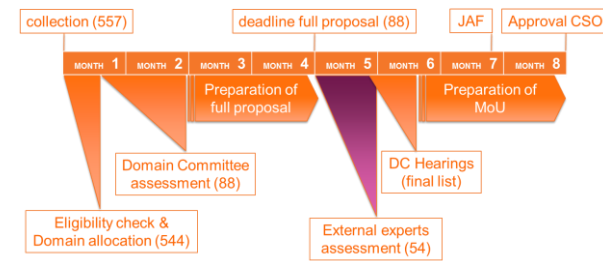 collection (557)
deadline full proposal (88)
JAF
Approval CSO
MONTH 1
MONTH 2
MONTH 3
MONTH 4
MONTH 5
MONTH 6
MONTH 7
MONTH 8
Preparation of
full proposal
Preparation of
MoU
Domain Committee
assessment (88)
DC Hearings
(final list)
Eligibility check &
Domain allocation (544)
External experts
assessment (54)